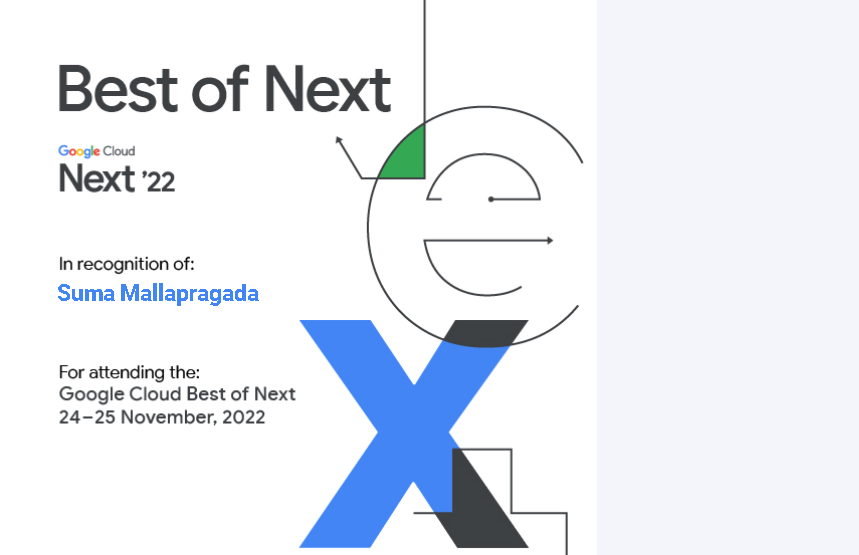 Best of Next
Google Cloud
Next ’22
In recognition of:
Suma Mallapragada
For attending the:
Google Cloud Best of Next
24–25 November, 2022